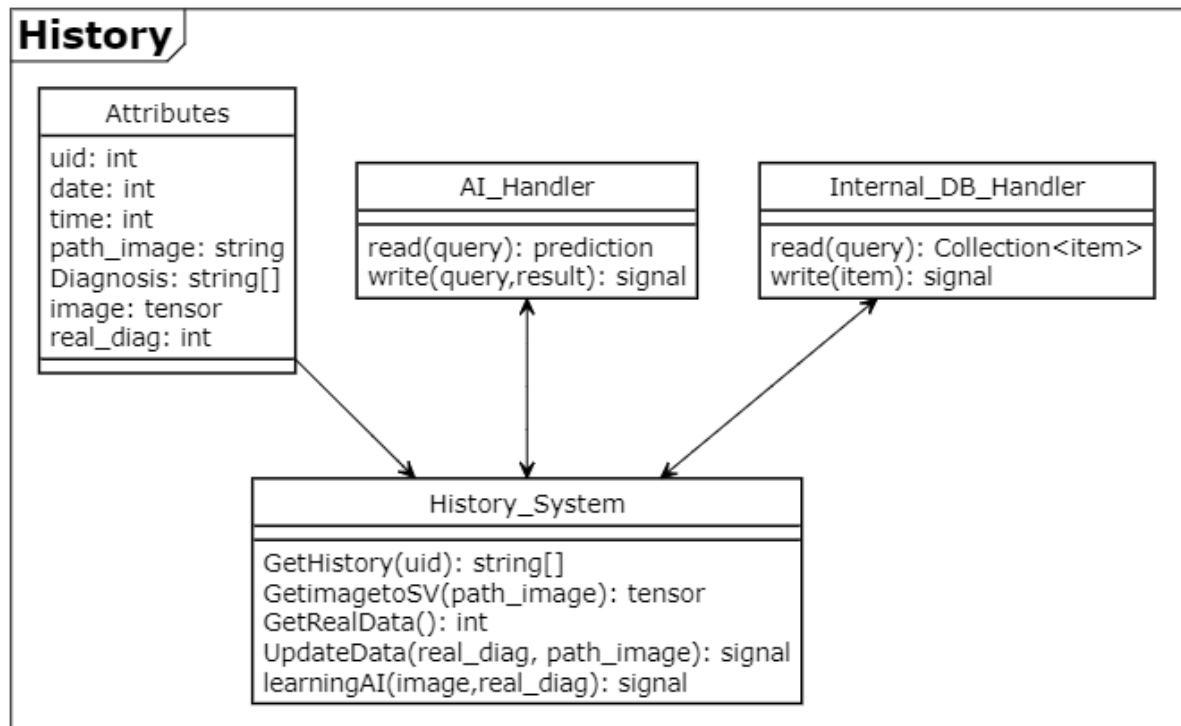 History
Attributes
uid: int
date: int
time: int
path_image: string
Diagnosis: string[]
image: tensor
real_diag: int
AI_Handler
read(query): prediction
write(query,result): signal
Internal_DB_Handler
read(query): Collection<item>
write(item): signal
History_System
GetHistory(uid): string[]
GetimagetoSV(path_image): tensor
GetRealData(): int
UpdateData(real_diag, path_image): signal
learningAI(image,real_diag): signal